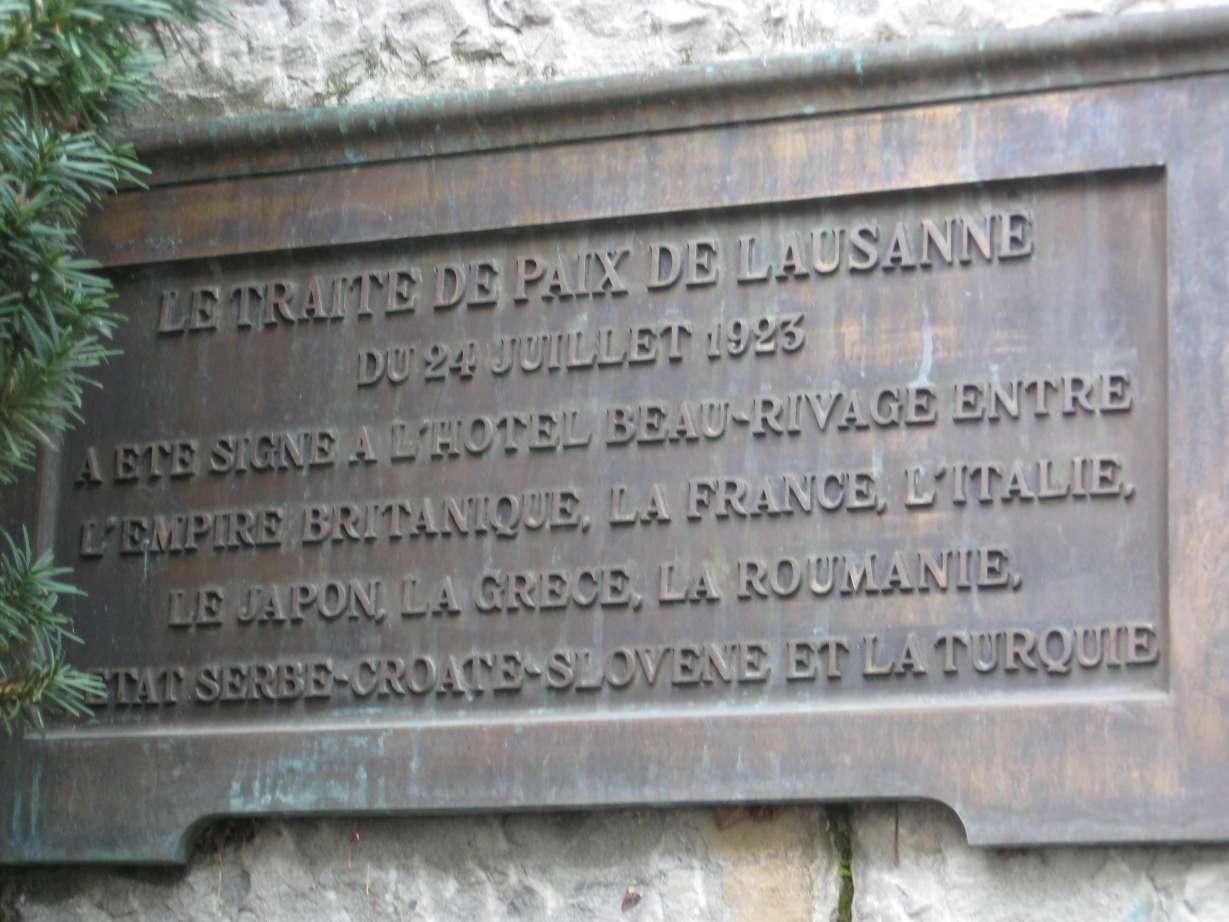 LE TRAITE DE PAIX DE LAUSANNE
DU 24 JUILLET 1923
A ETE SIGNE A L'HOTEL BEAU-RIVAGE ENTRE
L'EMPIRE BRITANIQUE, LA FRANCE, L'ITALIE,
LE JAPON, LA GRECE, LA ROUMANIE,
ETAT SERBE-CROATE-SLOVENE ET LA TURQUIE